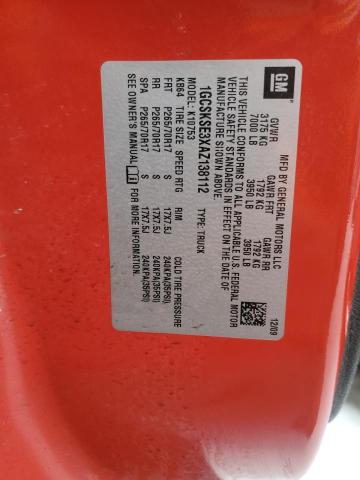 GM
MFD BY GENERAL MOTORS LLC
12/09
GVWR GAWR FRT GAWR RR
3175 KG 1792 KG 1792 KG
7000 LB 3950 LB 3950 LB
THIS VEHICLE CONFORMS TO ALL APPLICABLE U.S. FEDERAL MOTOR
VEHICLE SAFETY STANDARDS IN EFFECT ON THE DATE OF
MANUFACTURE SHOWN ABOVE.
1GCSKSE3XAZ138112 TYPE: TRUCK
MODEL: K10753
KB64 TIRE SIZE SPEED RTG RIM COLD TIRE PRESSURE
FRT P265/70R17 S 17X7.5J 240KPA(35PSI)
RR P265/70R17 S 17X7.5J 240KPA(35PSI)
SPA P265/70R17 S 17X7.5J 240KPA(35PSI)
SEE OWNER'S MANUAL FOR MORE INFORMATION.